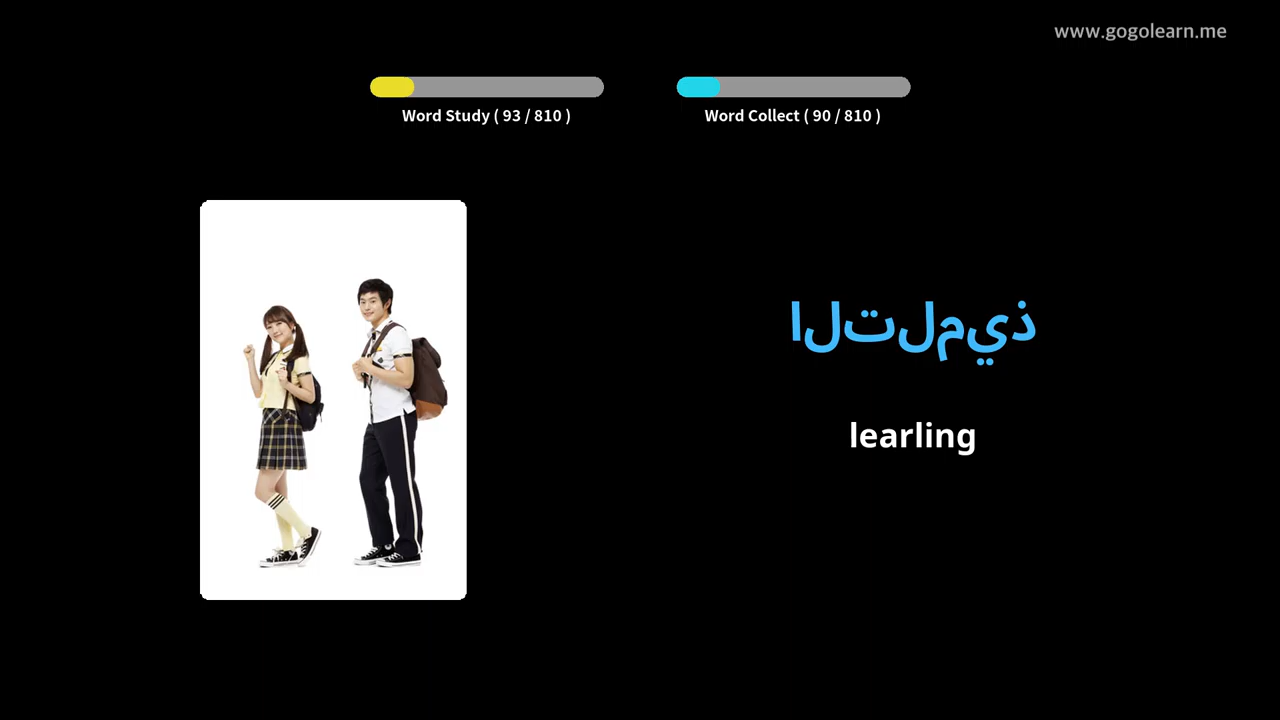 www.gogolearn.me
Word Study ( 93 / 810 )
Word Collect ( 90 / 810 )
التلميذ
learling